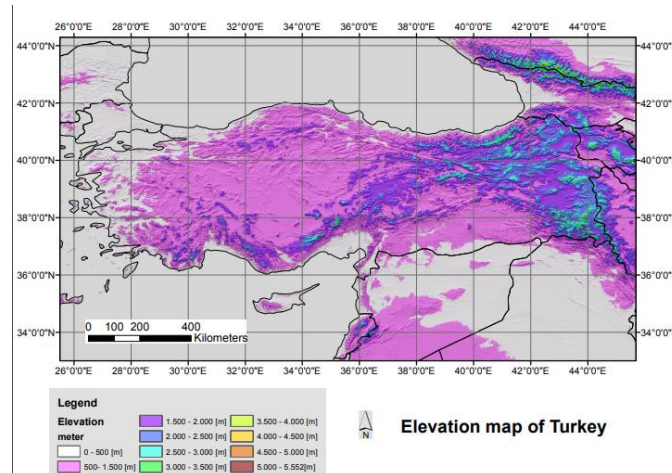 26°0'0"E 28°0'0"E 30°0'0"E 32°0'0"E 34°0'0"E 36°0'0"E 38°0'0"E 40°0'0"E 42°0'0"E 44°0'0"E
44°0'0"N 44°0'0"N
42°0'0"N 42°0'0"N
40°0'0"N 40°0'0"N
38°0'0"N 38°0'0"N
36°0'0"N 36°0'0"N
34°0'0"N 34°0'0"N
0 100 200 400
Kilometers
26°0'0"E 28°0'0"E 30°0'0"E 32°0'0"E 34°0'0"E 36°0'0"E 38°0'0"E 40°0'0"E 42°0'0"E 44°0'0"E
Legend
Elevation
meter
0 - 500 [m]
500- 1.500 [m]
1.500 - 2.000 [m]
2.000 - 2.500 [m]
2.500 - 3.000 [m]
3.000 - 3.500 [m]
3.500 - 4.000 [m]
4.000 - 4.500 [m]
4.500 - 5.000 [m]
5.000 - 5.552[m]
N
Elevation map of Turkey